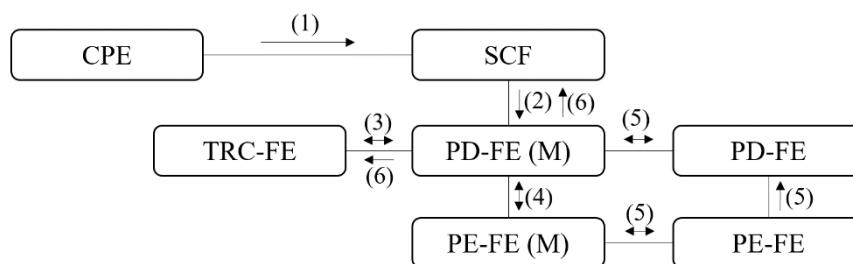 (1)
CPE
SCF
(2)
(6)
(3)
(5)
TRC-FE
PD-FE (M)
PD-FE
(6)
(4)
(5)
(5)
PE-FE (M)
PE-FE